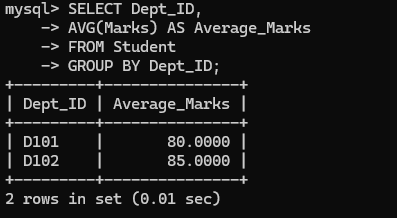 mysql> SELECT Dept_ID,
    -> AVG(Marks) AS Average_Marks
    -> FROM Student
    -> GROUP BY Dept_ID;
+---------+---------------+
| Dept_ID | Average_Marks |
+---------+---------------+
| D101    |       80.0000 |
| D102    |       85.0000 |
+---------+---------------+
2 rows in set (0.01 sec)